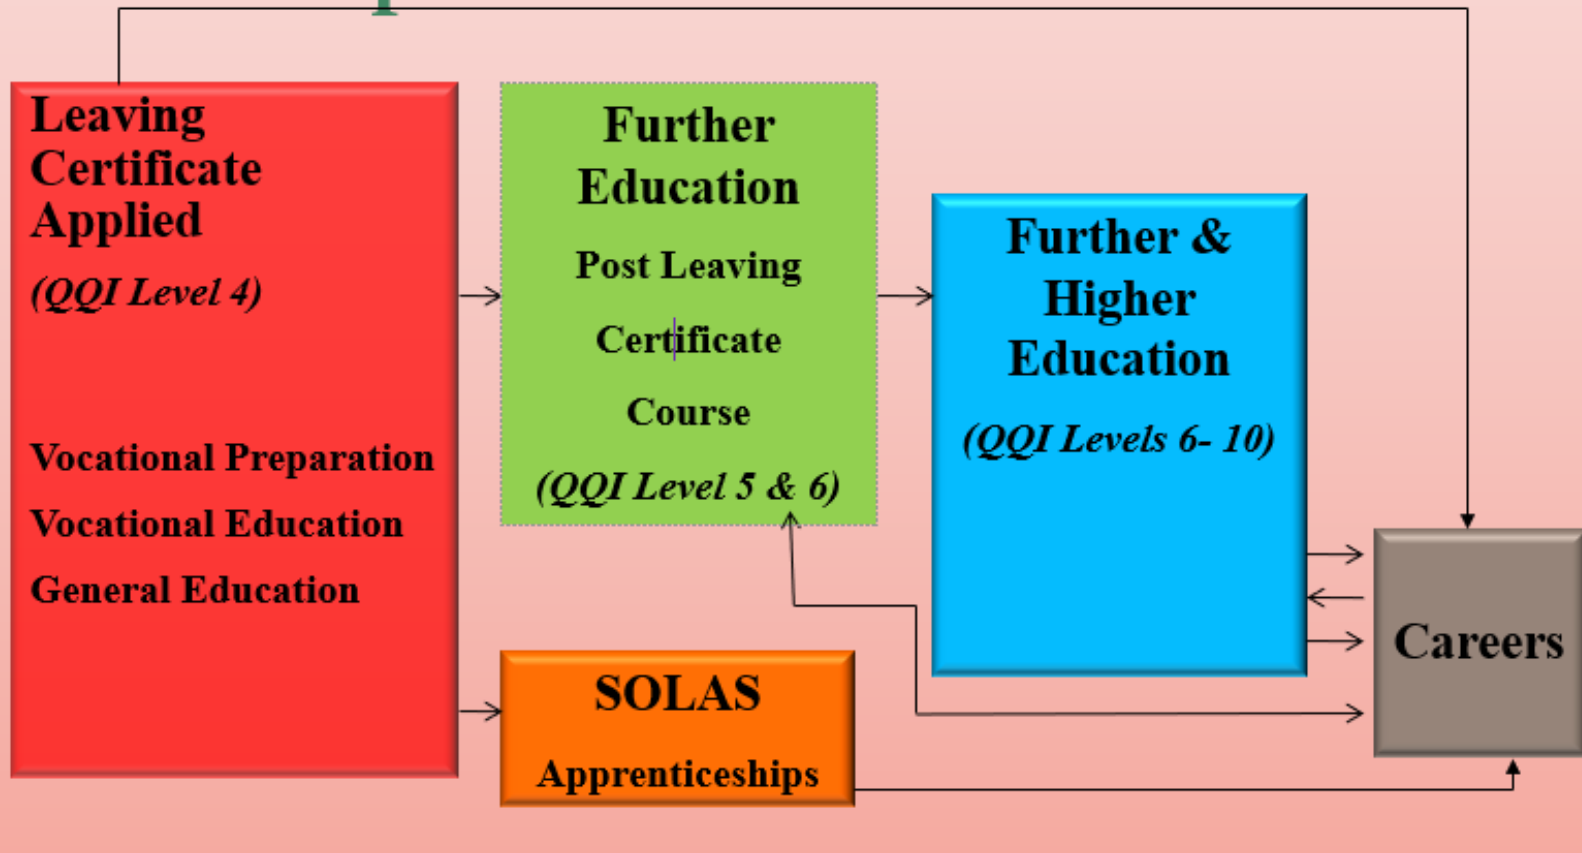 Leaving
Certificate
Applied
(QQI Level 4)
Vocational Preparation
Vocational Education
General Education
Further
Education
Post Leaving
Certificate
Course
(QQI Level 5 & 6)
SOLAS
Apprenticeships
Further &
Higher
Education
(QQI Levels 6- 10)
Careers